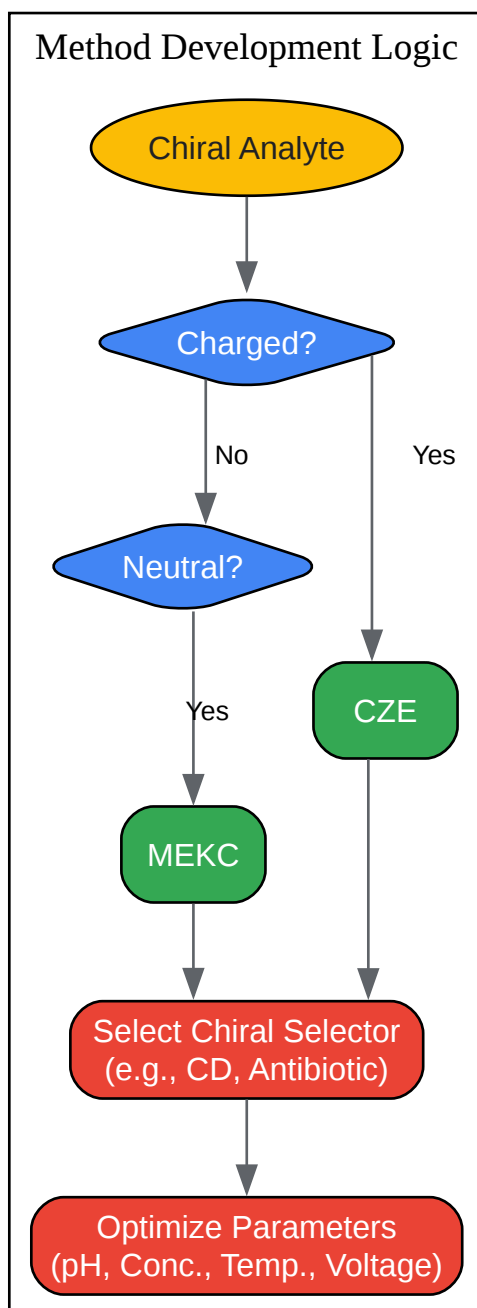 Method Development Logic
Chiral Analyte
Charged?
No
Yes
Neutral?
Yes
CZE
MEKC
Select Chiral Selector
(e.g., CD, Antibiotic)
Optimize Parameters
(pH, Conc., Temp., Voltage)